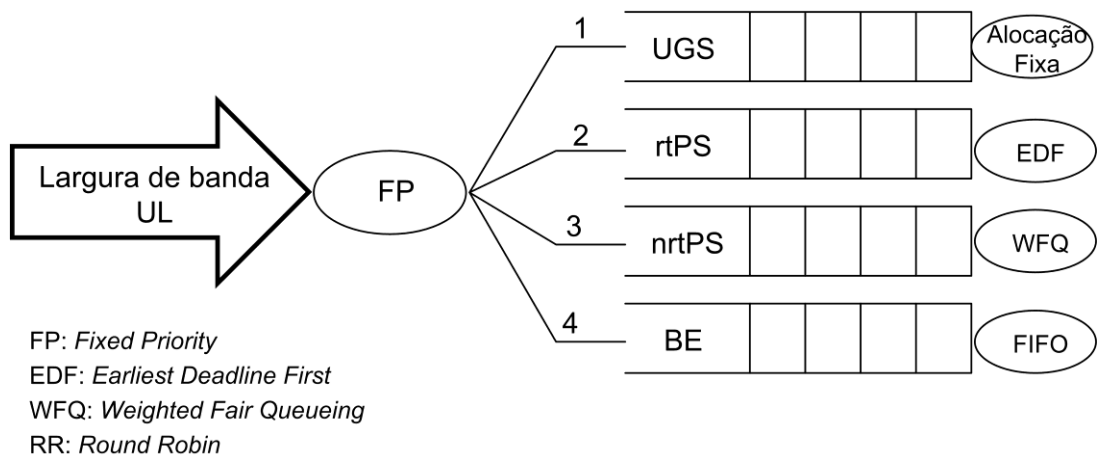 1
UGS
Alocação
Fixa
2
rtPS
EDF
Largura de banda
UL
FP
3
nrtPS
WFQ
4
BE
FIFO
FP: Fixed Priority
EDF: Earliest Deadline First
WFQ: Weighted Fair Queueing
RR: Round Robin